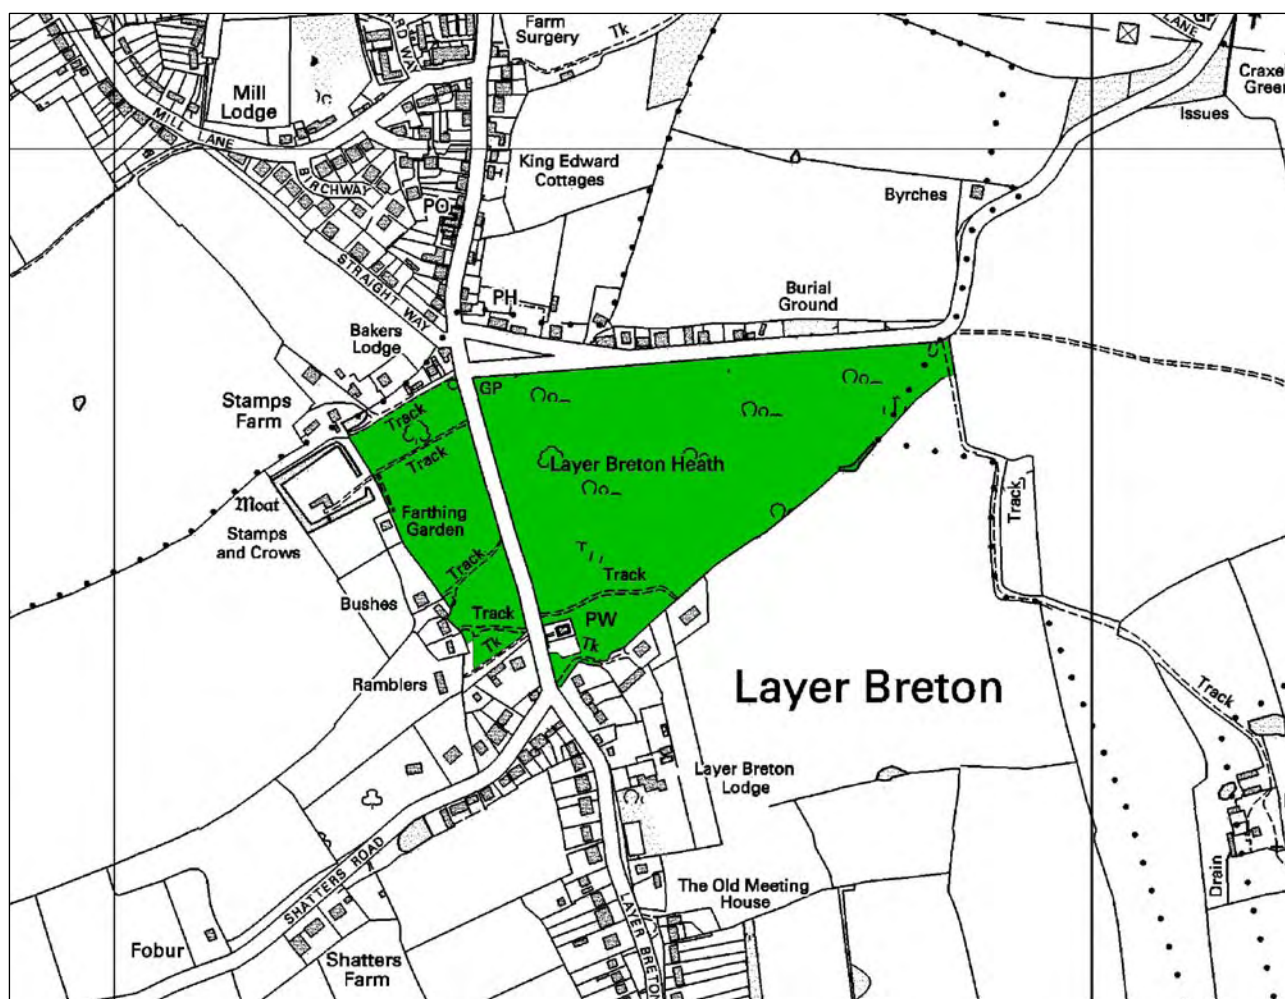 Farm
Surgery
Tk
LANE
GP
Craxel
Green
Issues
Mill
Lodge
MILL LANE
BIRCHWAY
King Edward
Cottages
PO
Byrches
STRAIGHT WAY
PH
Burial
Ground
Bakers
Lodge
GP
Stamps
Farm
Track
Track
Layer Breton Heath
Moat
Farthing
Garden
Stamps
and Crows
Track
Track
Track
Bushes
Track
PW
Tk
Tk
Ramblers
Layer Breton
Track
Layer Breton
Lodge
SHATTERS ROAD
The Old Meeting
House
Drain
LAYER BRETON
Fobur
Shatters
Farm